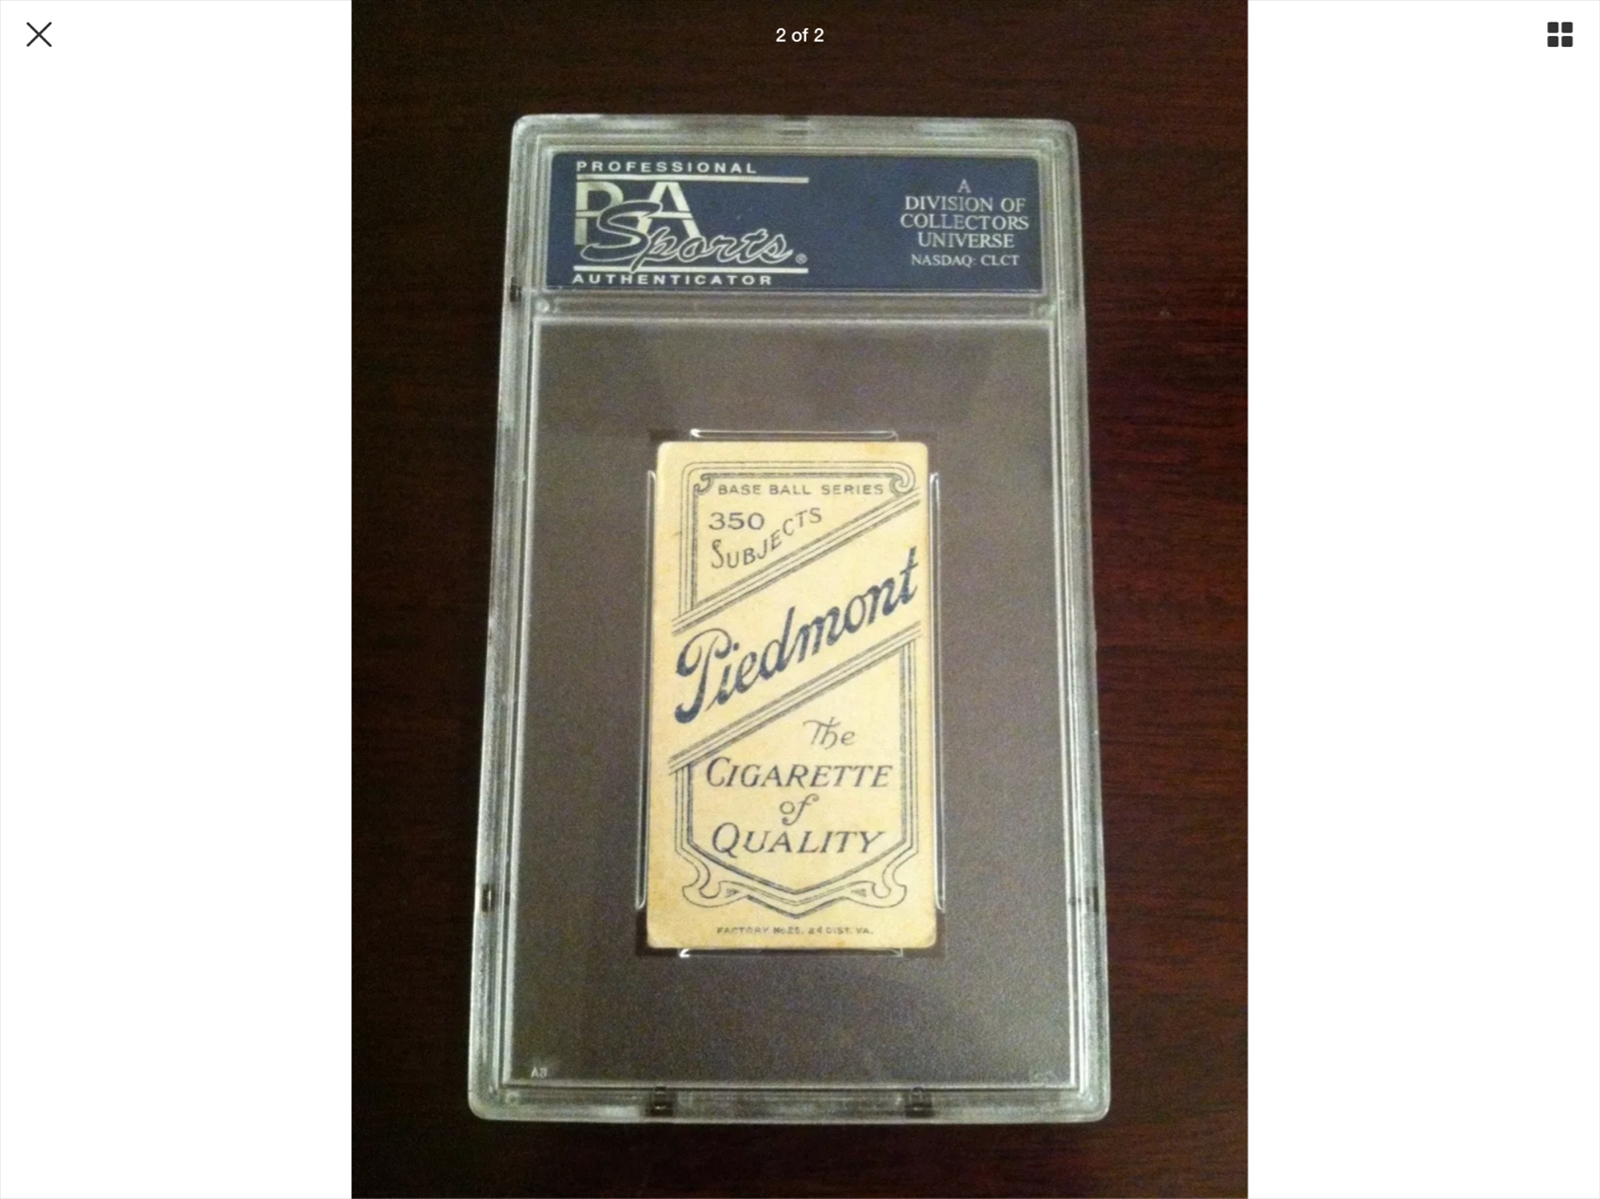 2 of 2
PROFESSIONAL
PSA
Sports®
AUTHENTICATOR
A
DIVISION OF
COLLECTORS
UNIVERSE
NASDAQ: CLCT
BASE BALL SERIES
350
SUBJECTS
Piedmont
The
CIGARETTE
of
QUALITY
FACTORY No 25, 2d DIST. VA.